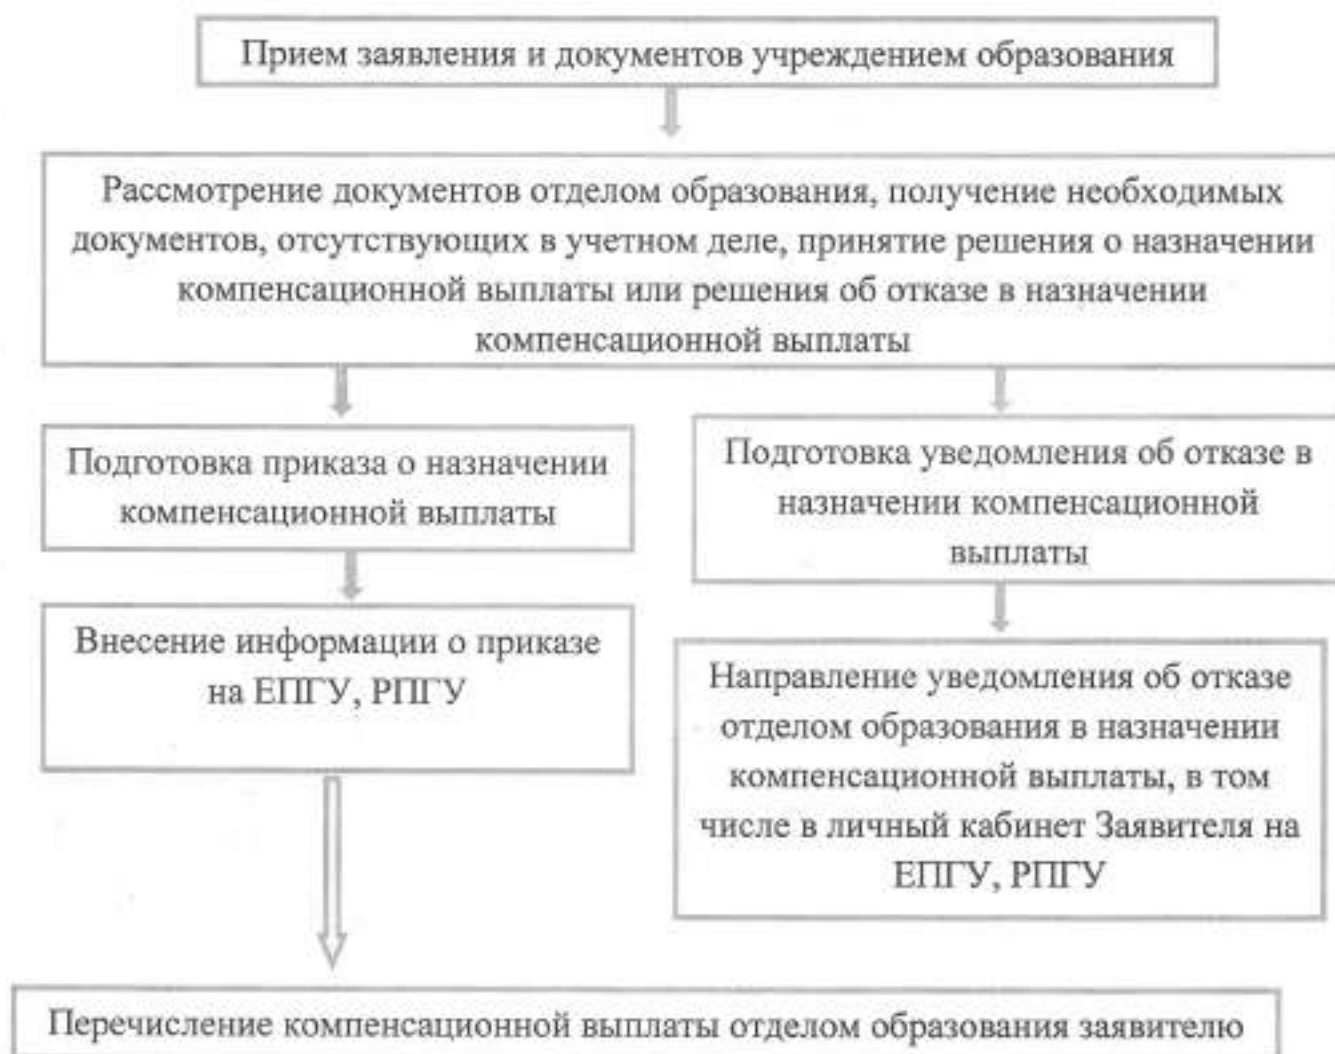 Прием заявления и документов учреждением образования
Рассмотрение документов отделом образования, получение необходимых
документов, отсутствующих в учетном деле, принятие решения о назначении
компенсационной выплаты или решения об отказе в назначении
компенсационной выплаты
Подготовка приказа о назначении
компенсационной выплаты
Подготовка уведомления об отказе в
назначении компенсационной
выплаты
Внесение информации о приказе
на ЕПГУ, РПГУ
Направление уведомления об отказе
отделом образования в назначении
компенсационной выплаты, в том
числе в личный кабинет Заявителя на
ЕПГУ, РПГУ
Перечисление компенсационной выплаты отделом образования заявителю